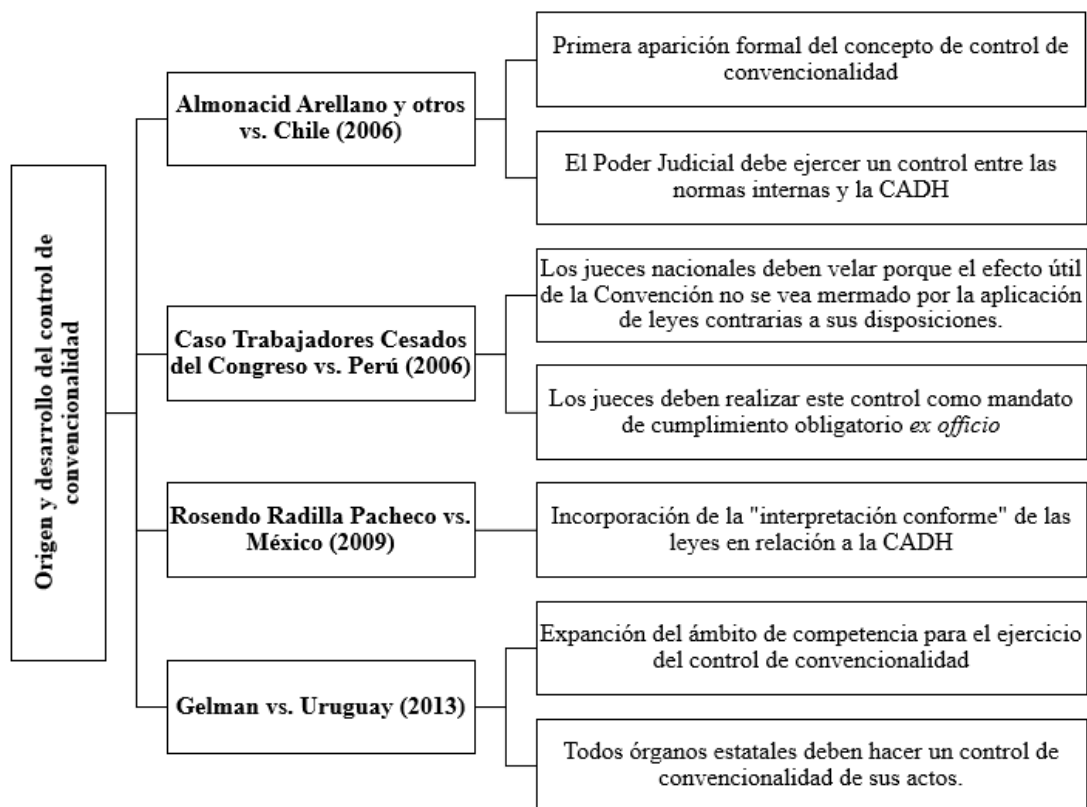 Origen y desarrollo del control de
convencionalidad
Almonacid Arellano y otros
vs. Chile (2006)
Primera aparición formal del concepto de control de
convencionalidad
El Poder Judicial debe ejercer un control entre las
normas internas y la CADH
Caso Trabajadores Cesados
del Congreso vs. Perú (2006)
Los jueces nacionales deben velar porque el efecto útil
de la Convención no se vea mermado por la aplicación
de leyes contrarias a sus disposiciones.
Los jueces deben realizar este control como mandato
de cumplimiento obligatorio ex officio
Rosendo Radilla Pacheco vs.
México (2009)
Incorporación de la "interpretación conforme" de las
leyes en relación a la CADH
Gelman vs. Uruguay (2013)
Expanción del ámbito de competencia para el ejercicio
del control de convencionalidad
Todos órganos estatales deben hacer un control de
convencionalidad de sus actos.